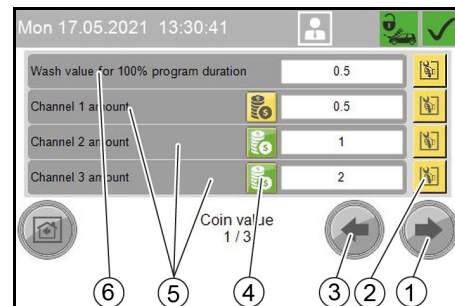 Mon 17.05.2021 13:30:41
Wash value for 100% program duration 0.5
Channel 1 amount 0.5
Channel 2 amount 1
Channel 3 amount 2
Coin value
1 / 3
6 5 4 3 2 1